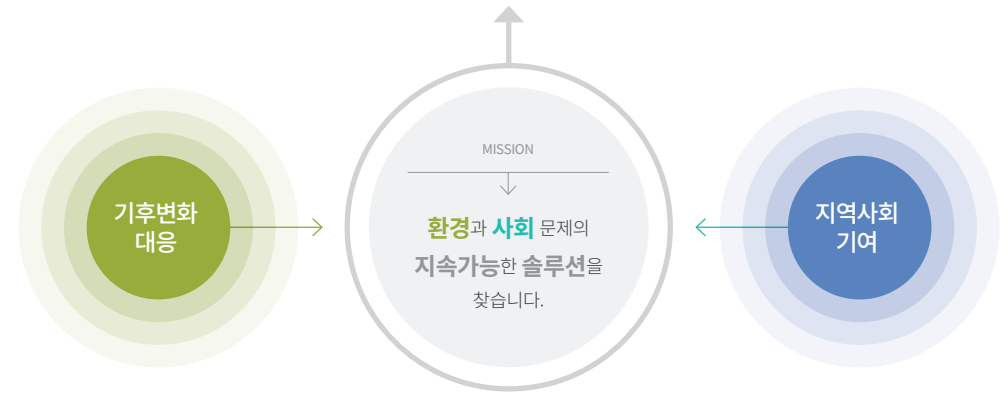 기후변화
대응
MISSION
환경과 사회 문제의
지속가능한 솔루션을
찾습니다.
지역사회
기여